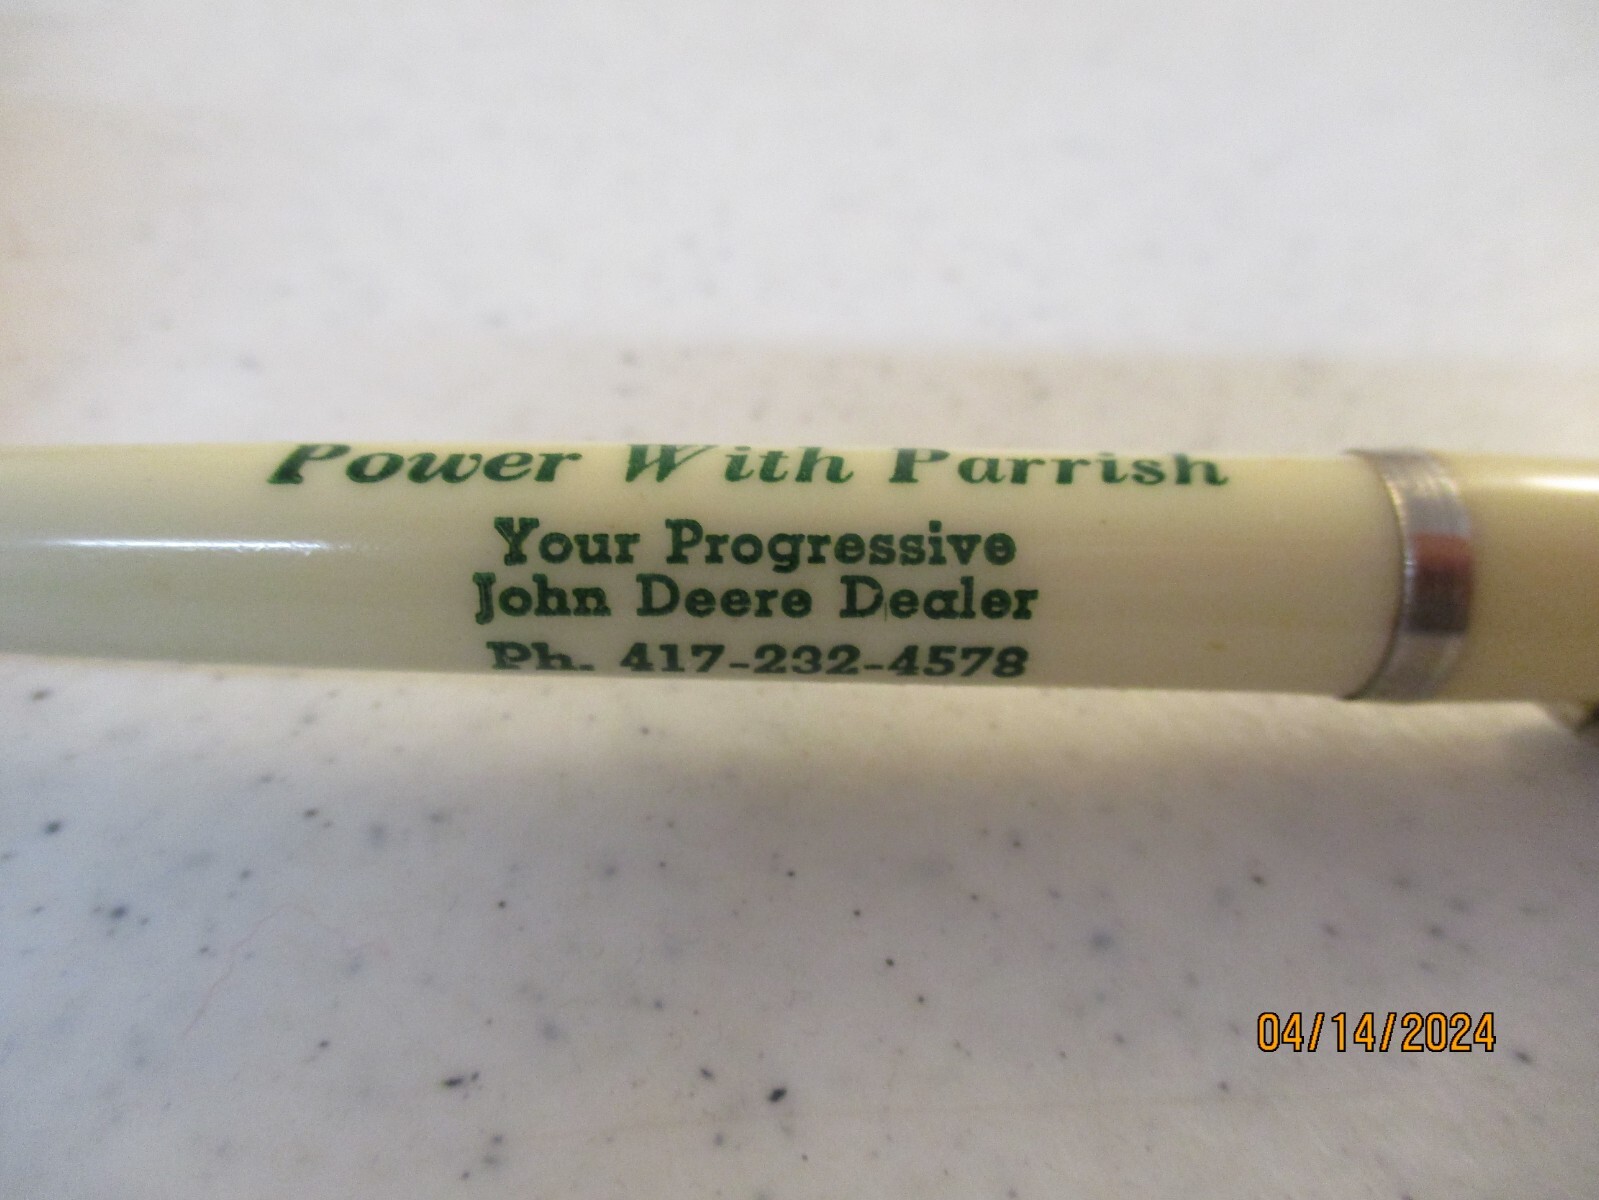 Power With Parrish
Your Progressive
John Deere Dealer
Ph. 417-232-4578
04/14/2024